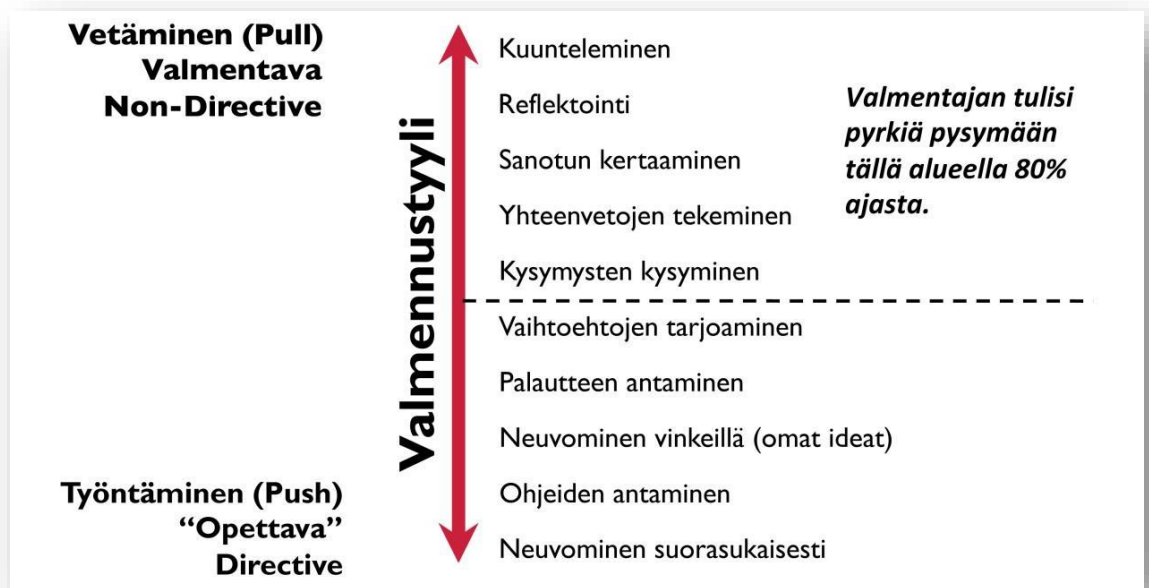 Vetäminen (Pull)
Valmentava
Non-Directive
Työntäminen (Push)
“Opettava”
Directive
Valmennustyyli
Kuunteleminen
Reflektointi
Sanotun kertaaminen
Yhteenvetojen tekeminen
Kysymysten kysyminen
Vaihtoehtojen tarjoaminen
Palautteen antaminen
Neuvominen vinkeillä (omat ideat)
Ohjeiden antaminen
Neuvominen suorasukaisesti
Valmentajan tulisi
pyrkiä pysymään
tällä alueella 80%
ajasta.